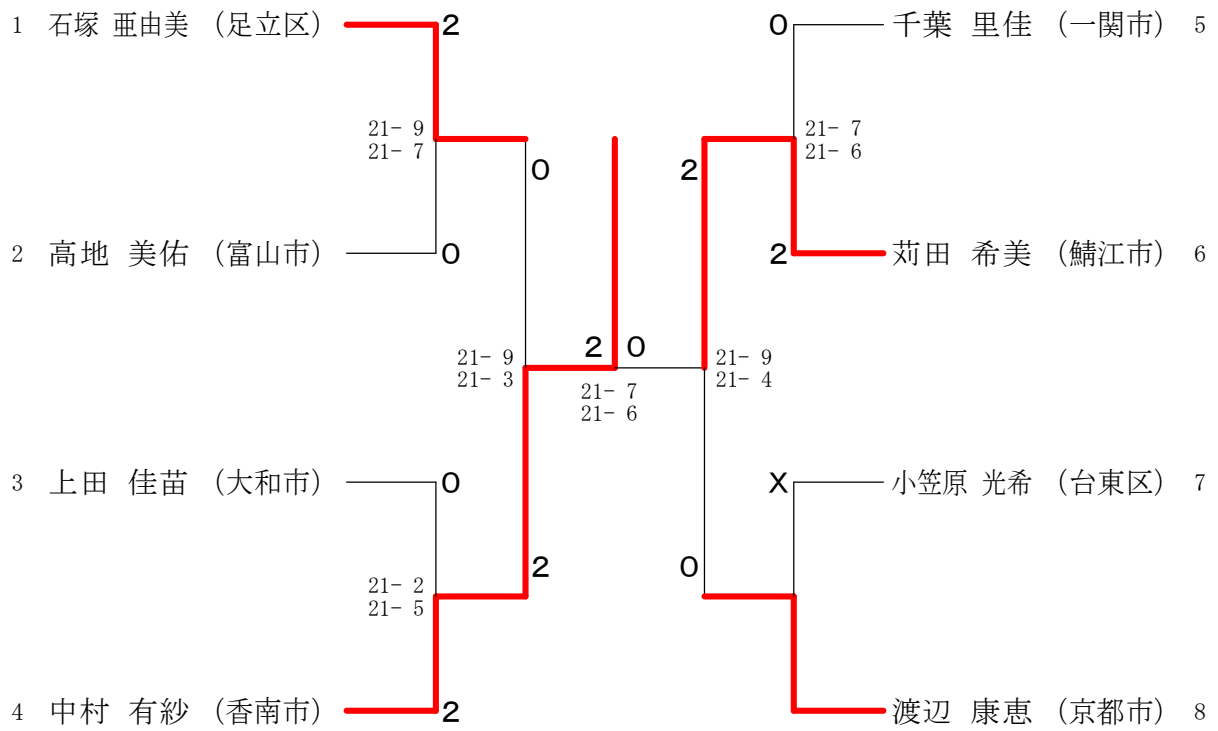 1 石塚 亜由美 （足立区） 2
0 千葉 里佳 （一関市） 5
21- 9
21- 7
21- 7
21- 6
0
2
2 高地 美佑 （富山市） 0
2 苅田 希美 （鯖江市） 6
21- 9
21- 3
2 0
21- 7
21- 6
21- 9
21- 4
3 上田 佳苗 （大和市） 0
X 小笠原 光希 （台東区） 7
21- 2
21- 5
2
0
4 中村 有紗 （香南市） 2
渡辺 康恵 （京都市） 8